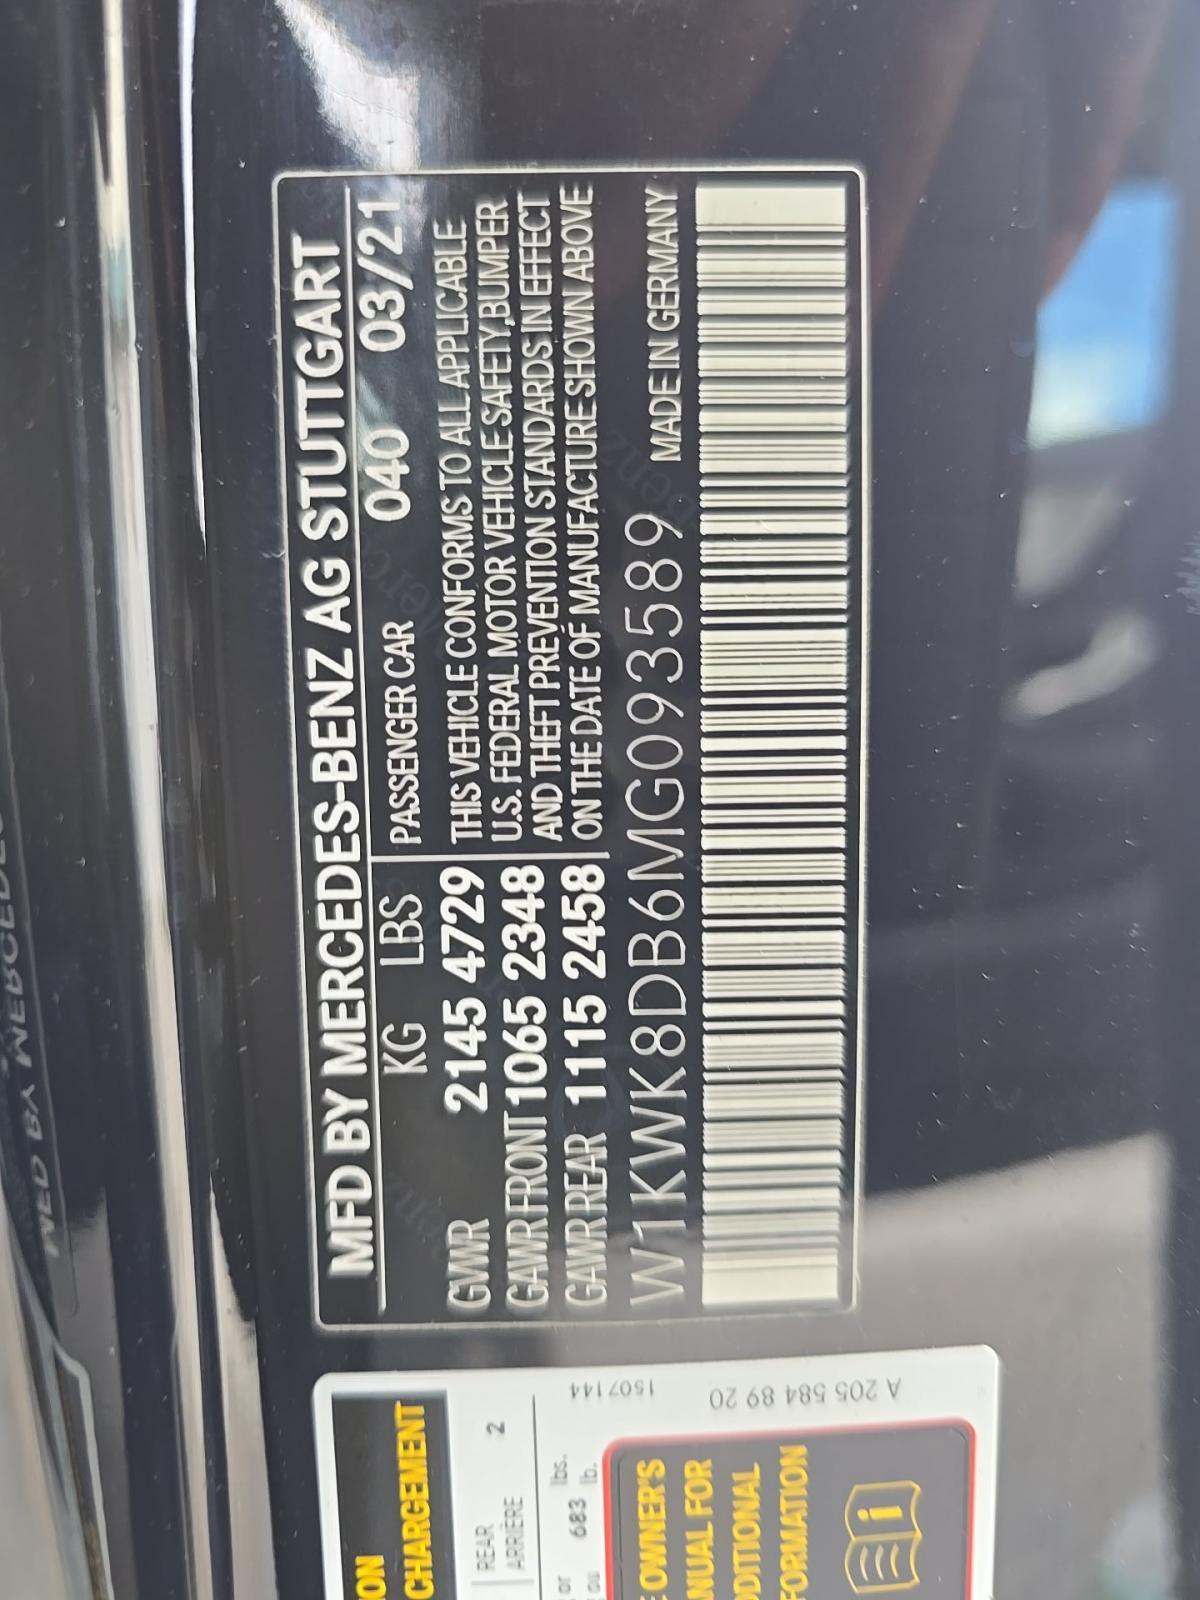 MFD BY MERCEDES-BENZ AG STUTTGART
KG LBS PASSENGER CAR 040 03/21
GVWR 2145 4729 THIS VEHICLE CONFORMS TO ALL APPLICABLE
GAWR FRONT 1065 2348 U.S. FEDERAL MOTOR VEHICLE SAFETY,BUMPER
AND THEFT PREVENTION STANDARDS IN EFFECT
GAWR REAR 1115 2458 ON THE DATE OF MANUFACTURE SHOWN ABOVE
W1KWK8DB6MG093589 MADE IN GERMANY
CHARGEMENT
REAR
ARRIÈRE 2
or 683 lbs.
ou lb.
OWNER'S
FOR
1507144
A 205 584 89 20